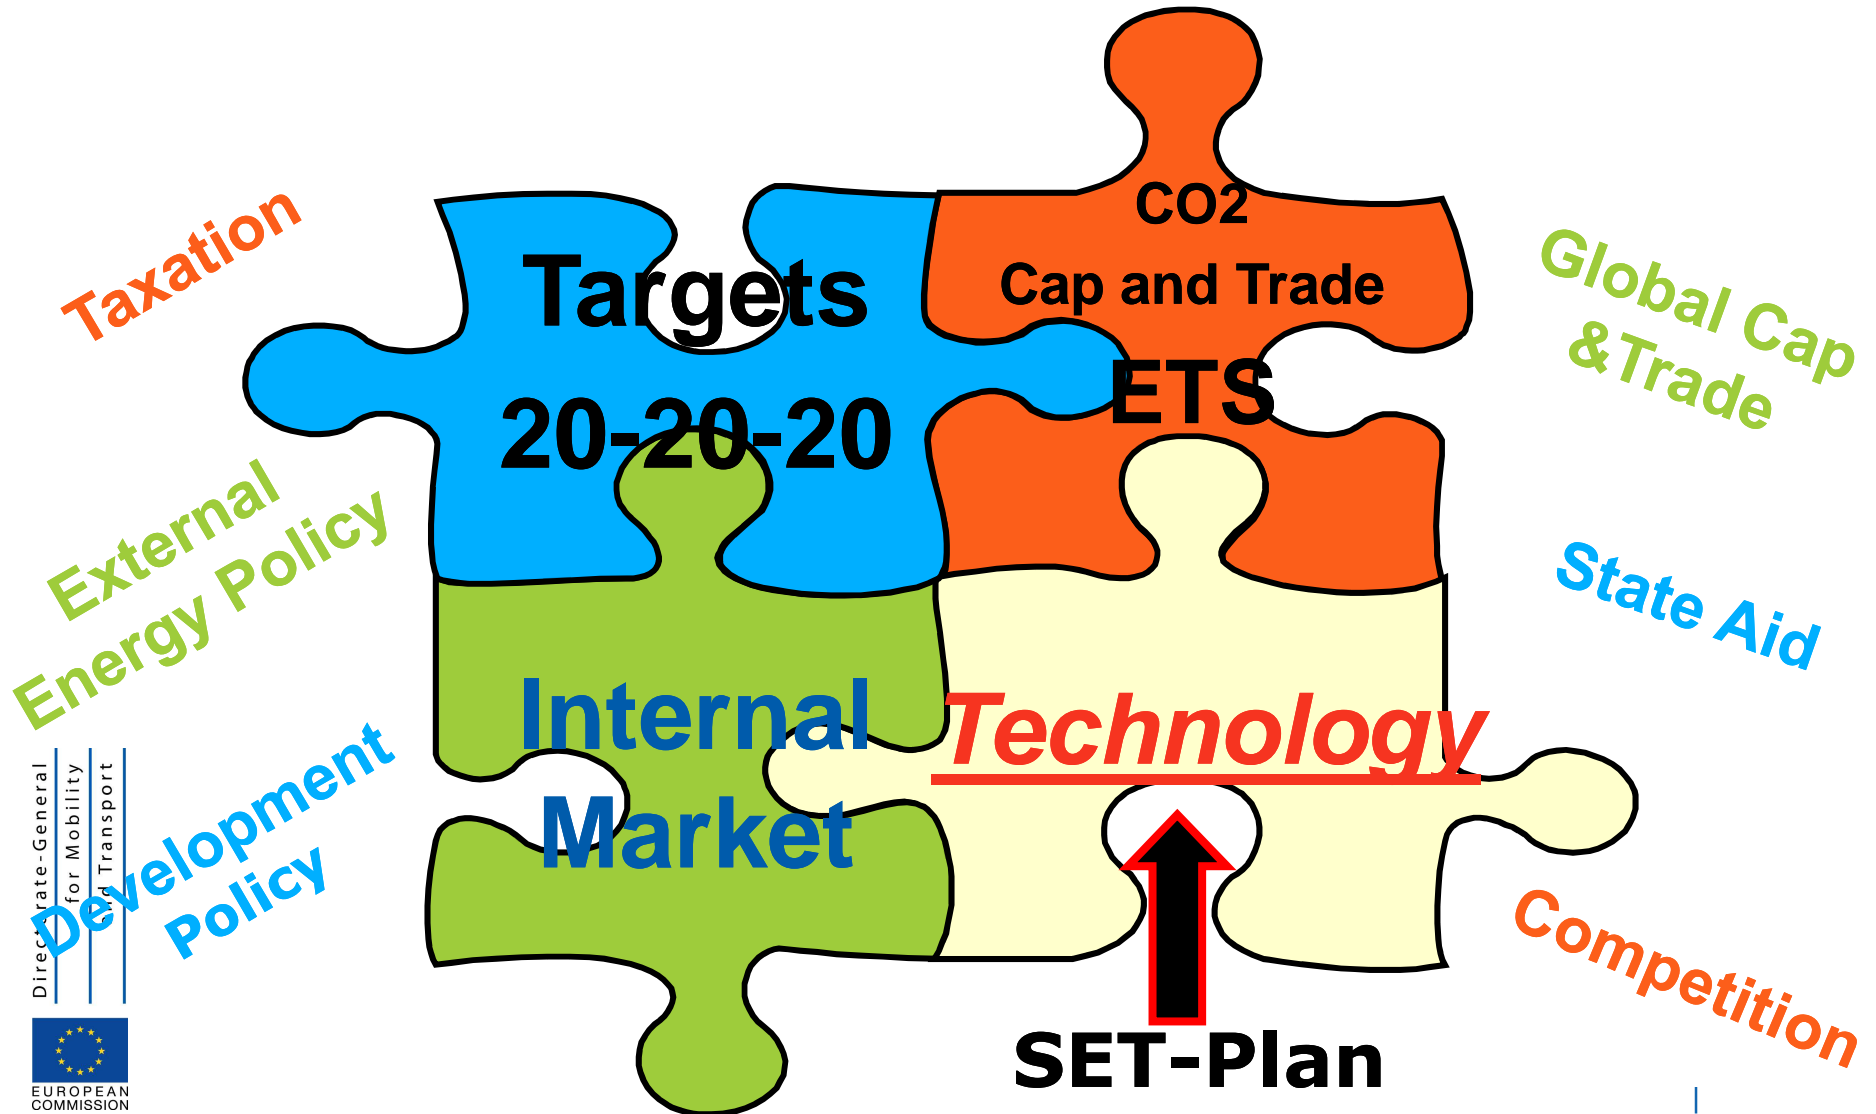 Taxation
External
Energy Policy
Development
Policy
Targets
20-20-20
CO2
Cap and Trade
ETS
Internal
Market
Technology
SET-Plan
Global Cap
&Trade
State Aid
Competition
Directorate-General
for Mobility
and Transport
EUROPEAN
COMMISSION